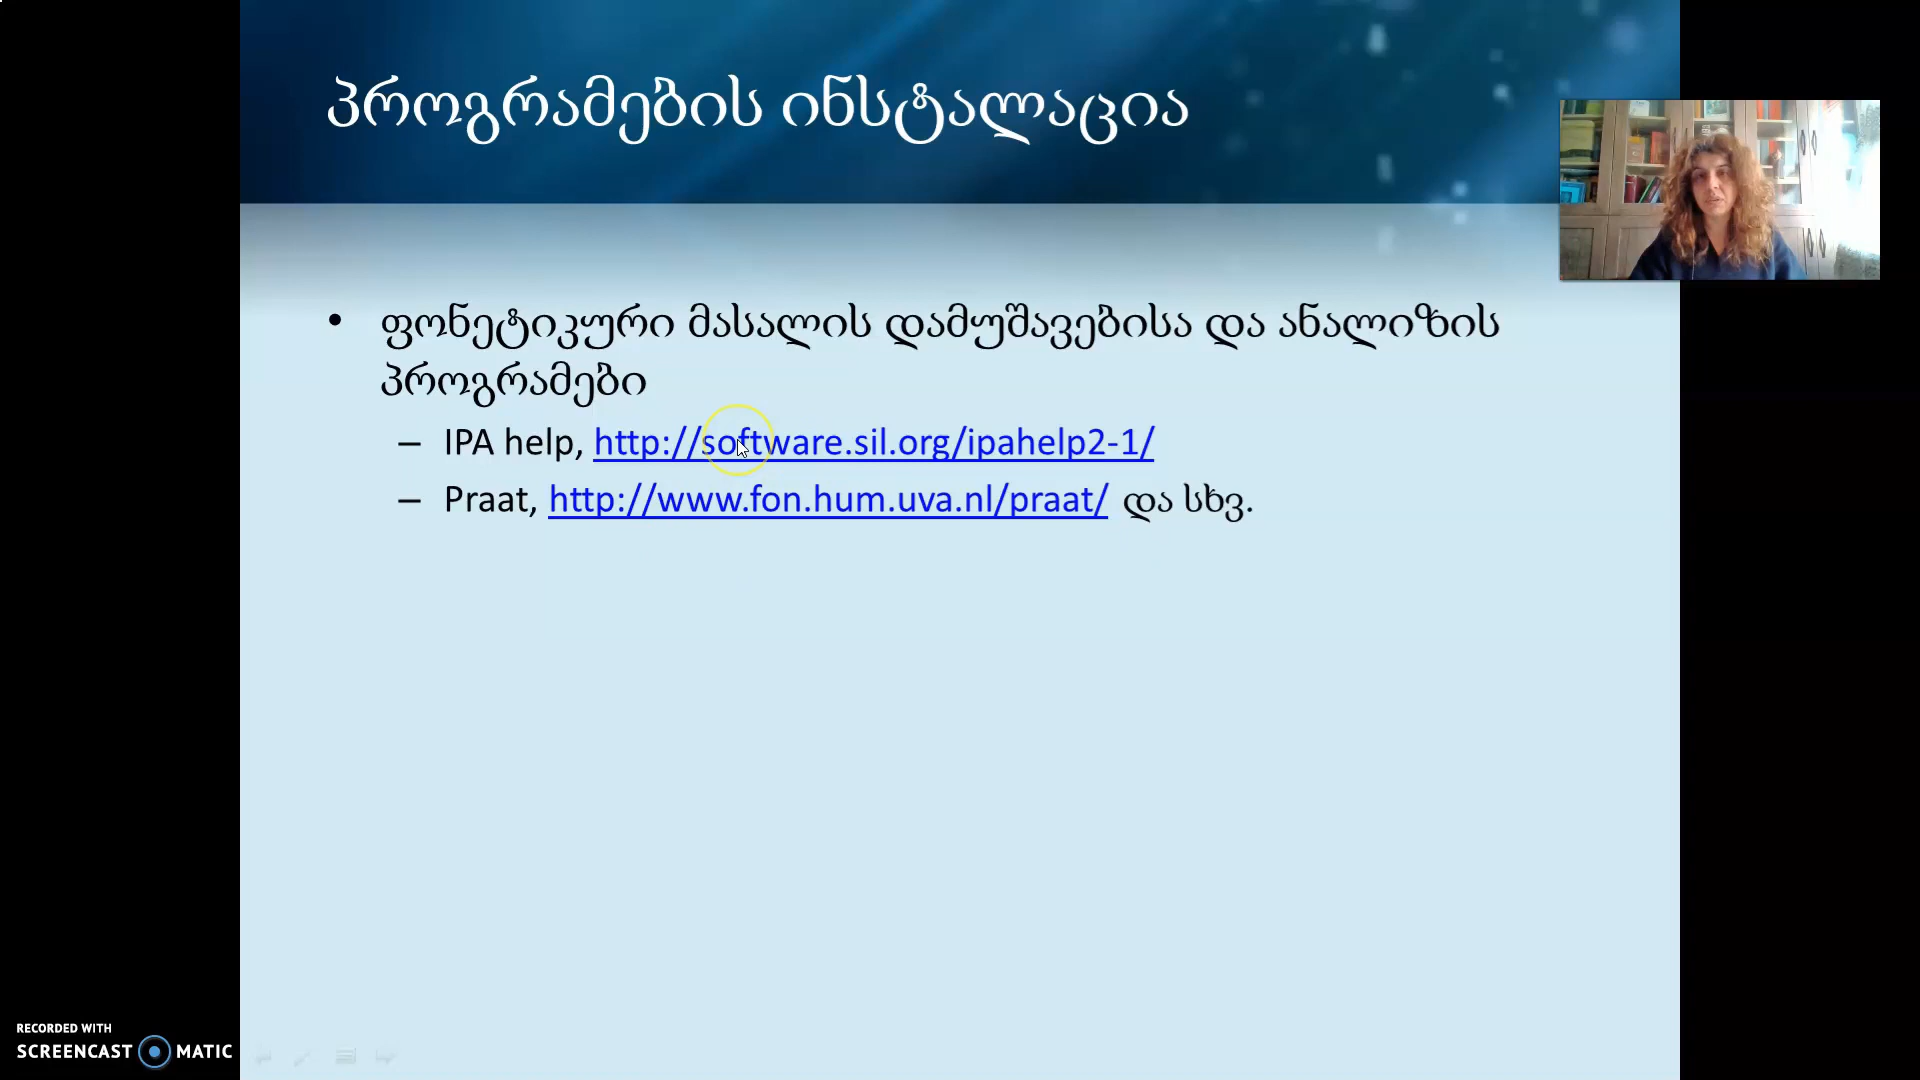 პროგრამების ინსტალაცია
• ფონეტიკური მასალის დამუშავებისა და ანალიზის
პროგრამები
– IPA help, http://software.sil.org/ipahelp2-1/
– Praat, http://www.fon.hum.uva.nl/praat/ და სხვ.
RECORDED WITH
SCREENCAST MATIC